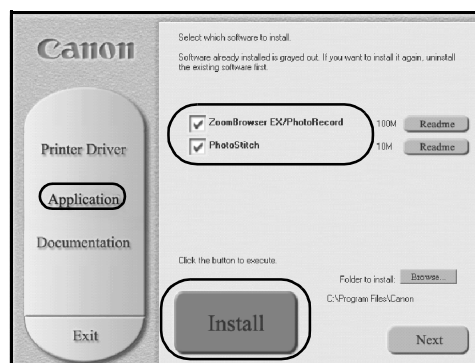 Canon
Printer Driver
Application
Documentation
Exit
Select which software to install.
Software already installed is grayed out. If you want to install it again, uninstall
the existing software first.
ZoomBrowser EX/PhotoRecord 100M Readme
PhotoStitch 10M Readme
Click the button to execute.
Install
Folder to install: Browse...
C:\Program Files\Canon
Next